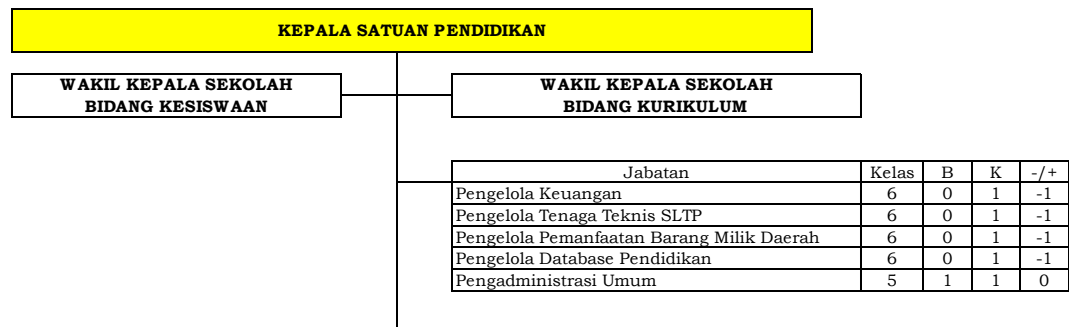 KEPALA SATUAN PENDIDIKAN
WAKIL KEPALA SEKOLAH
BIDANG KESISWAAN
WAKIL KEPALA SEKOLAH
BIDANG KURIKULUM
Jabatan Kelas B K -/+
Pengelola Keuangan 6 0 1 -1
Pengelola Tenaga Teknis SLTP 6 0 1 -1
Pengelola Pemanfaatan Barang Milik Daerah 6 0 1 -1
Pengelola Database Pendidikan 6 0 1 -1
Pengadministrasi Umum 5 1 1 0